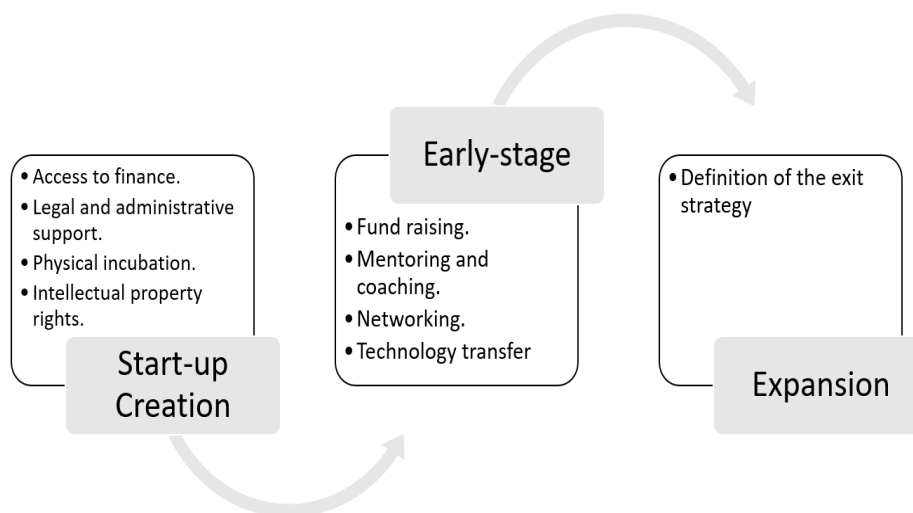 • Access to finance.
• Legal and administrative
support.
• Physical incubation.
• Intellectual property
rights.
Start-up
Creation
Early-stage
• Fund raising.
• Mentoring and
coaching.
• Networking.
• Technology transfer
• Definition of the exit
strategy
Expansion